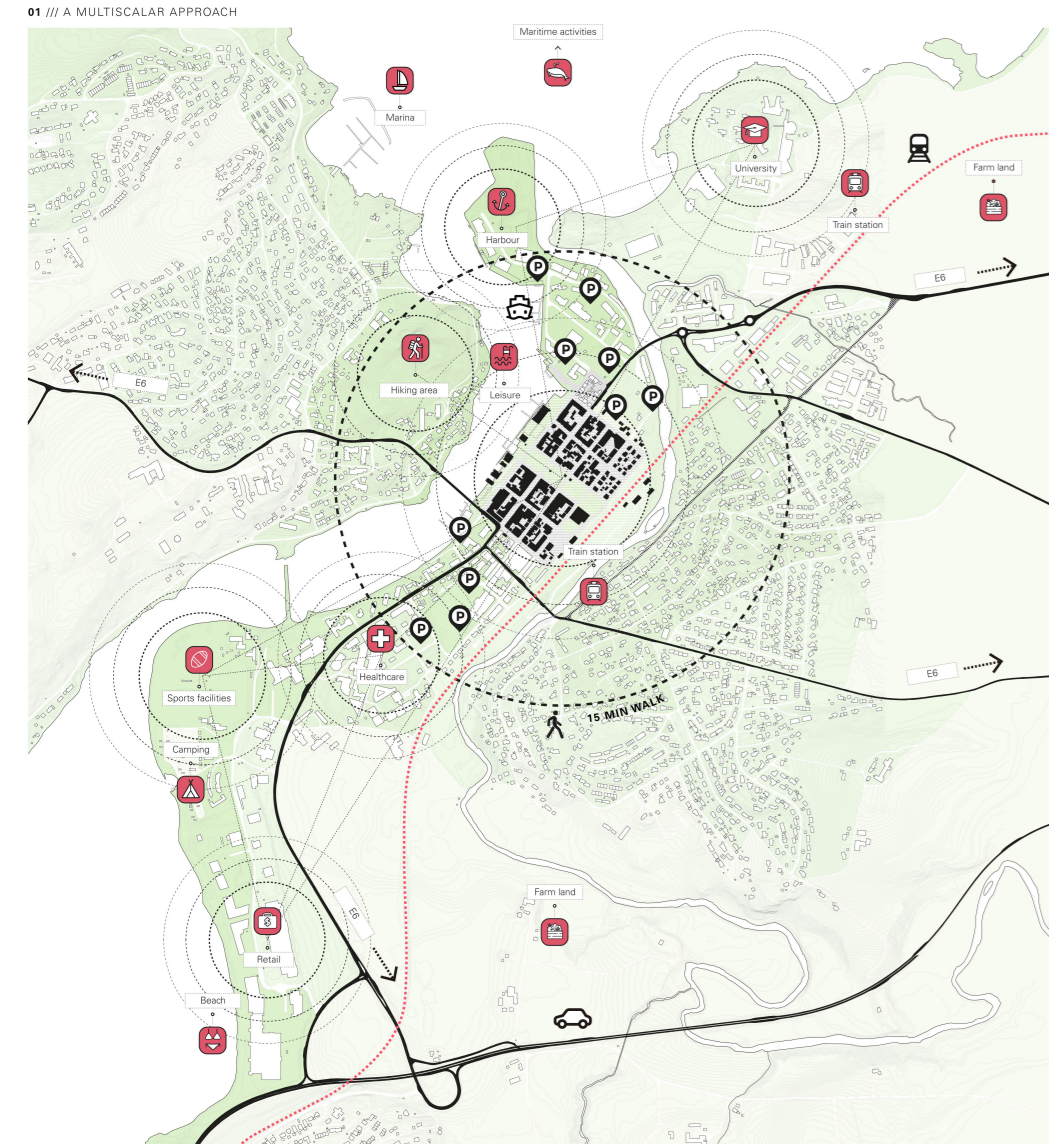 01 /// A MULTISCALAR APPROACH
Maritime activities
Marina
University
Farm land
Train station
Harbour
E6
E6
Hiking area
Leisure
P
P
P
P
P
P
P
P
P
P
Train station
Healthcare
Sports facilities
E6
15 MIN WALK
Camping
Farm land
E6
Retail
Beach